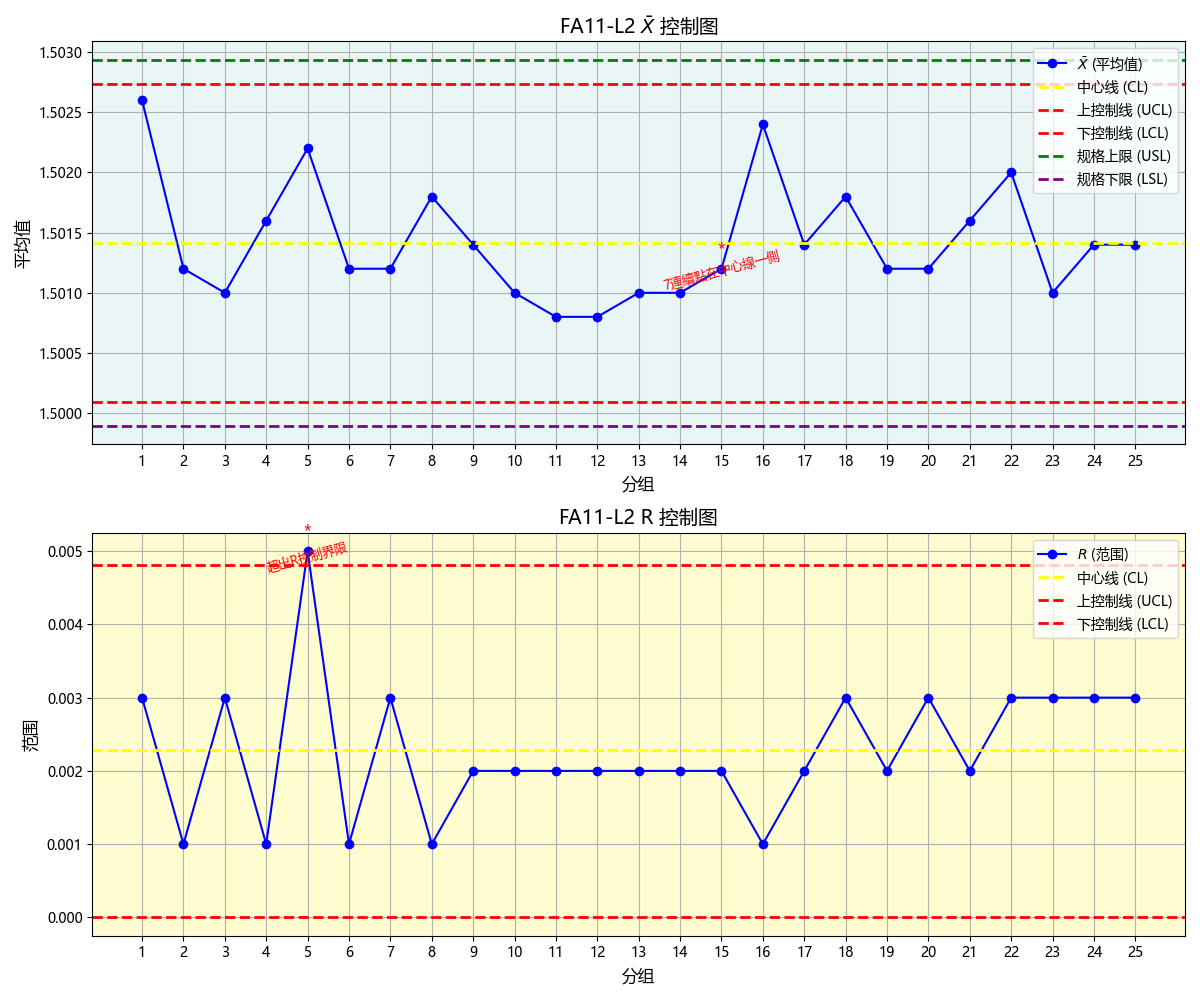 FA11-L2 X̄ 控制图
平均值
1.5030
1.5025
1.5020
1.5015
1.5010
1.5005
1.5000
X̄ (平均值)
中心线 (CL)
上控制线 (UCL)
下控制线 (LCL)
规格上限 (USL)
规格下限 (LSL)
*
7連續點在中心線一側
1 2 3 4 5 6 7 8 9 10 11 12 13 14 15 16 17 18 19 20 21 22 23 24 25
分组
FA11-L2 R 控制图
范围
0.005
0.004
0.003
0.002
0.001
0.000
*
超出R控制界限
R (范围)
中心线 (CL)
上控制线 (UCL)
下控制线 (LCL)
1 2 3 4 5 6 7 8 9 10 11 12 13 14 15 16 17 18 19 20 21 22 23 24 25
分组